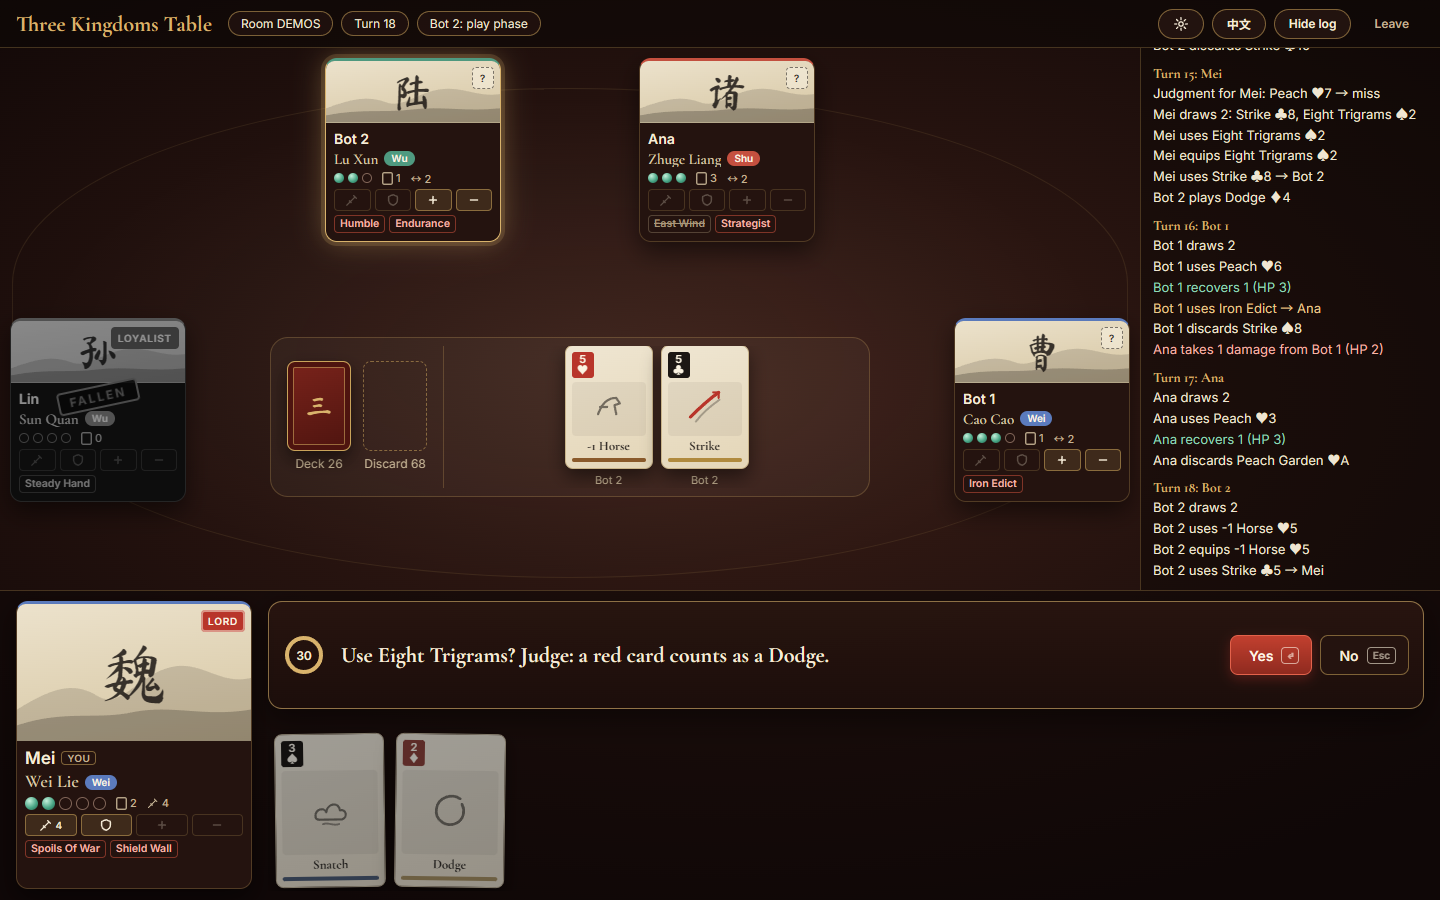 Three Kingdoms Table
Room DEMOS
Turn 18
Bot 2: play phase
中文
Hide log
Leave
陆
?
Bot 2
Lu Xun Wu
1 ↔ 2
+ −
Humble Endurance
诸
?
Ana
Zhuge Liang Shu
3 ↔ 2
+ −
East Wind Strategist
孙
LOYALIST
FALLEN
Lin
Sun Quan Wu
0
+ −
Steady Hand
三
Deck 26
Discard 68
5 ♥
-1 Horse
Bot 2
5 ♣
Strike
Bot 2
曹
?
Bot 1
Cao Cao Wei
1 ↔ 2
+ −
Iron Edict
Turn 15: Mei
Judgment for Mei: Peach ♥7 → miss
Mei draws 2: Strike ♣8, Eight Trigrams ♠2
Mei uses Eight Trigrams ♠2
Mei equips Eight Trigrams ♠2
Mei uses Strike ♣8 → Bot 2
Bot 2 plays Dodge ♦4
Turn 16: Bot 1
Bot 1 draws 2
Bot 1 uses Peach ♥6
Bot 1 recovers 1 (HP 3)
Bot 1 uses Iron Edict → Ana
Bot 1 discards Strike ♠8
Ana takes 1 damage from Bot 1 (HP 2)
Turn 17: Ana
Ana draws 2
Ana uses Peach ♥3
Ana recovers 1 (HP 3)
Ana discards Peach Garden ♥A
Turn 18: Bot 2
Bot 2 draws 2
Bot 2 uses -1 Horse ♥5
Bot 2 equips -1 Horse ♥5
Bot 2 uses Strike ♣5 → Mei
魏
LORD
Mei YOU
Wei Lie Wei
2 4
4 + −
Spoils Of War Shield Wall
30
Use Eight Trigrams? Judge: a red card counts as a Dodge.
Yes ⏎
No Esc
3 ♠
Snatch
2 ♦
Dodge